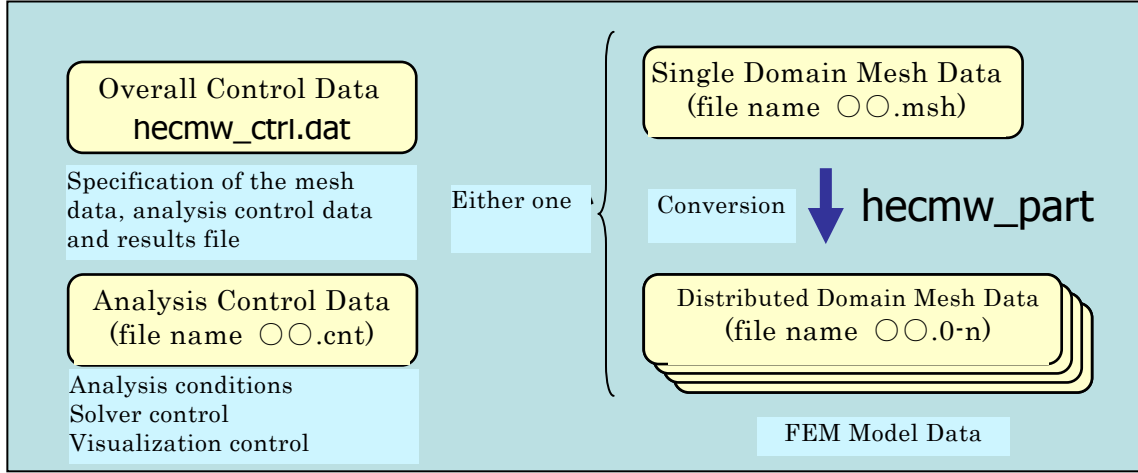 Overall Control Data
hecmw_ctrl.dat
Specification of the mesh
data, analysis control data
and results file
Analysis Control Data
(file name ○○.cnt)
Analysis conditions
Solver control
Visualization control
Either one
Single Domain Mesh Data
(file name ○○.msh)
Conversion
hecmw_part
Distributed Domain Mesh Data
(file name ○○.0-n)
FEM Model Data